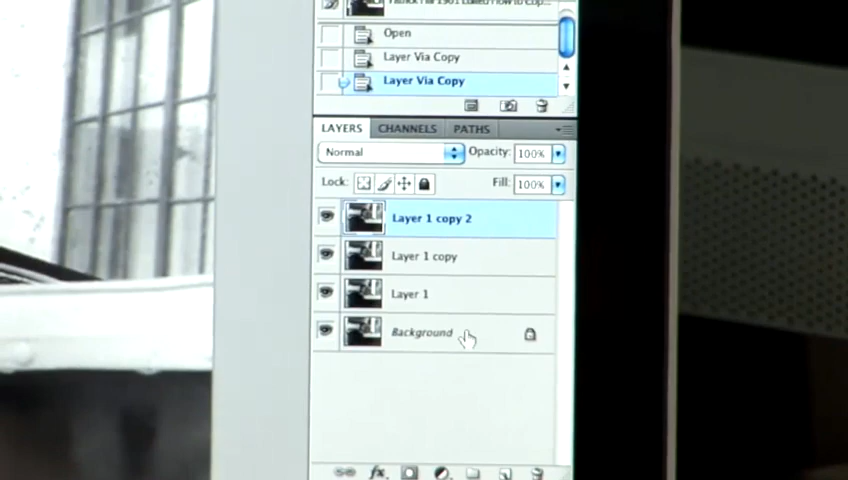 Open
Layer Via Copy
Layer Via Copy
LAYERS CHANNELS PATHS
Normal Opacity: 100%
Lock: Fill: 100%
Layer 1 copy 2
Layer 1 copy
Layer 1
Background
fx